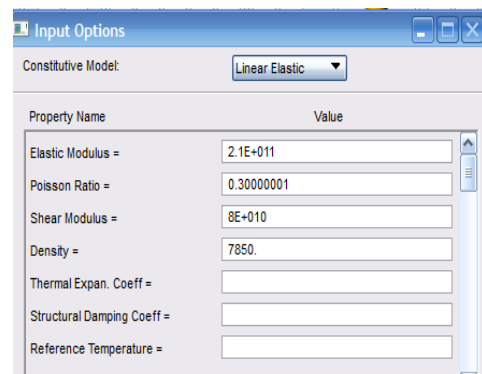 Input Options
Constitutive Model: Linear Elastic
Property Name Value
Elastic Modulus = 2.1E+011
Poisson Ratio = 0.30000001
Shear Modulus = 8E+010
Density = 7850.
Thermal Expan. Coeff =
Structural Damping Coeff =
Reference Temperature =